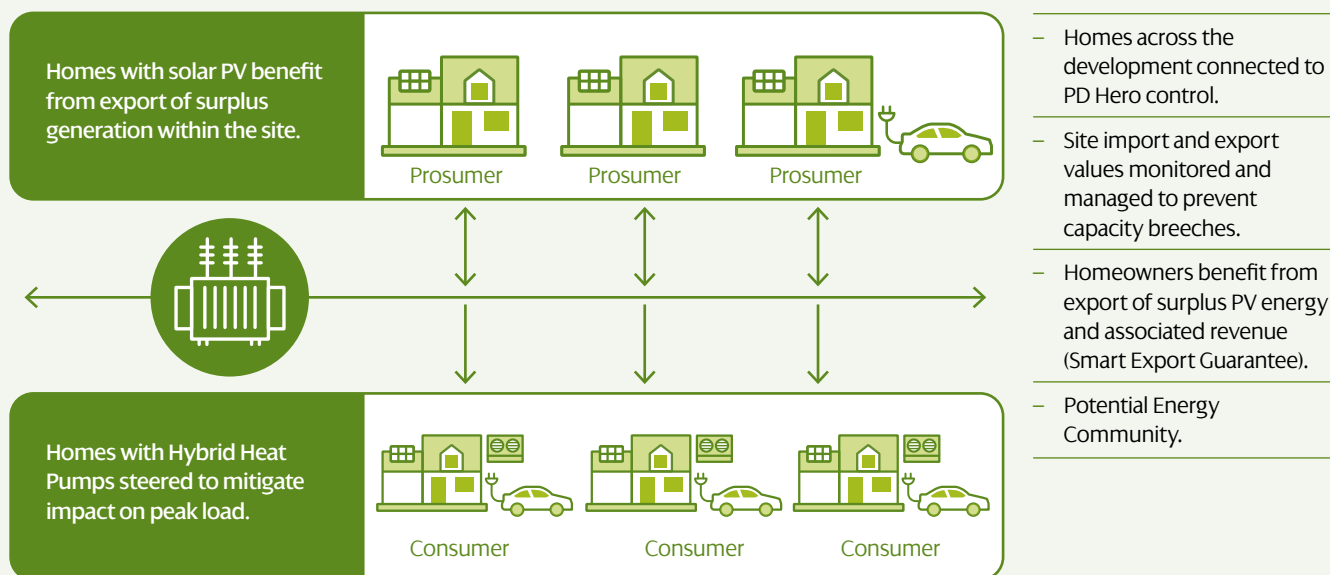 Homes with solar PV benefit
from export of surplus
generation within the site.
Prosumer
Prosumer
Prosumer
Homes with Hybrid Heat
Pumps steered to mitigate
impact on peak load.
Consumer
Consumer
Consumer
– Homes across the
development connected to
PD Hero control.
– Site import and export
values monitored and
managed to prevent
capacity breeches.
– Homeowners benefit from
export of surplus PV energy
and associated revenue
(Smart Export Guarantee).
– Potential Energy
Community.